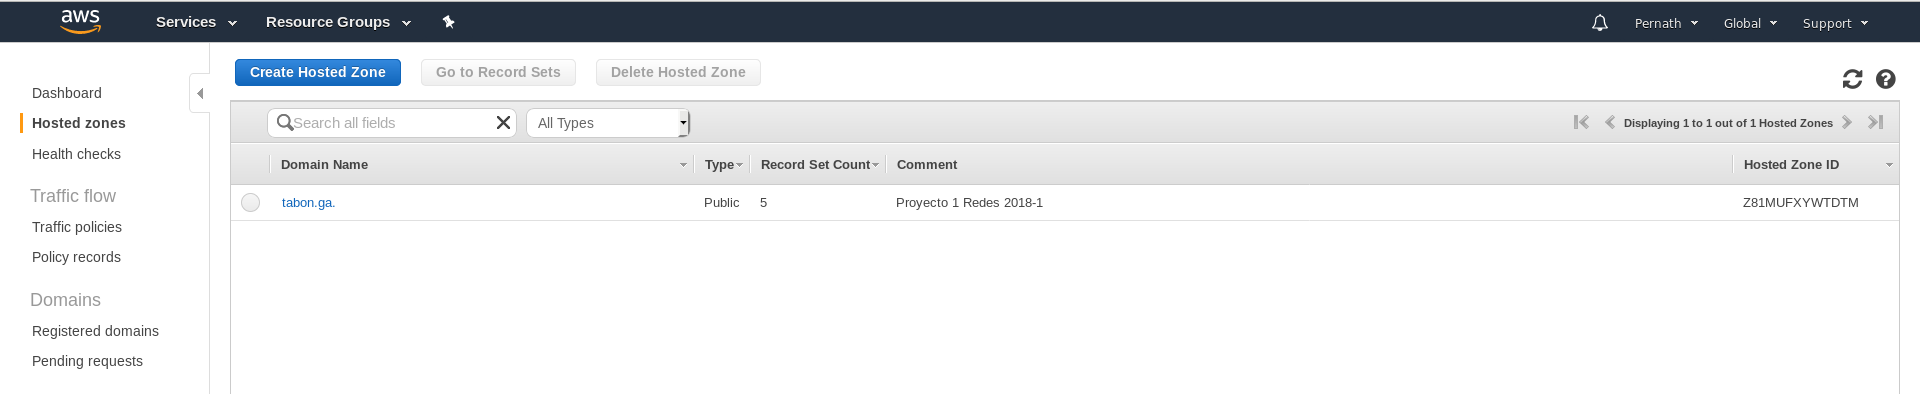 aws Services Resource Groups Pernath Global Support
Dashboard
Hosted zones
Health checks
Traffic flow
Traffic policies
Policy records
Domains
Registered domains
Pending requests
Create Hosted Zone Go to Record Sets Delete Hosted Zone
Search all fields All Types Displaying 1 to 1 out of 1 Hosted Zones
Domain Name Type Record Set Count Comment Hosted Zone ID
tabon.ga. Public 5 Proyecto 1 Redes 2018-1 Z81MUFXYWTDTM